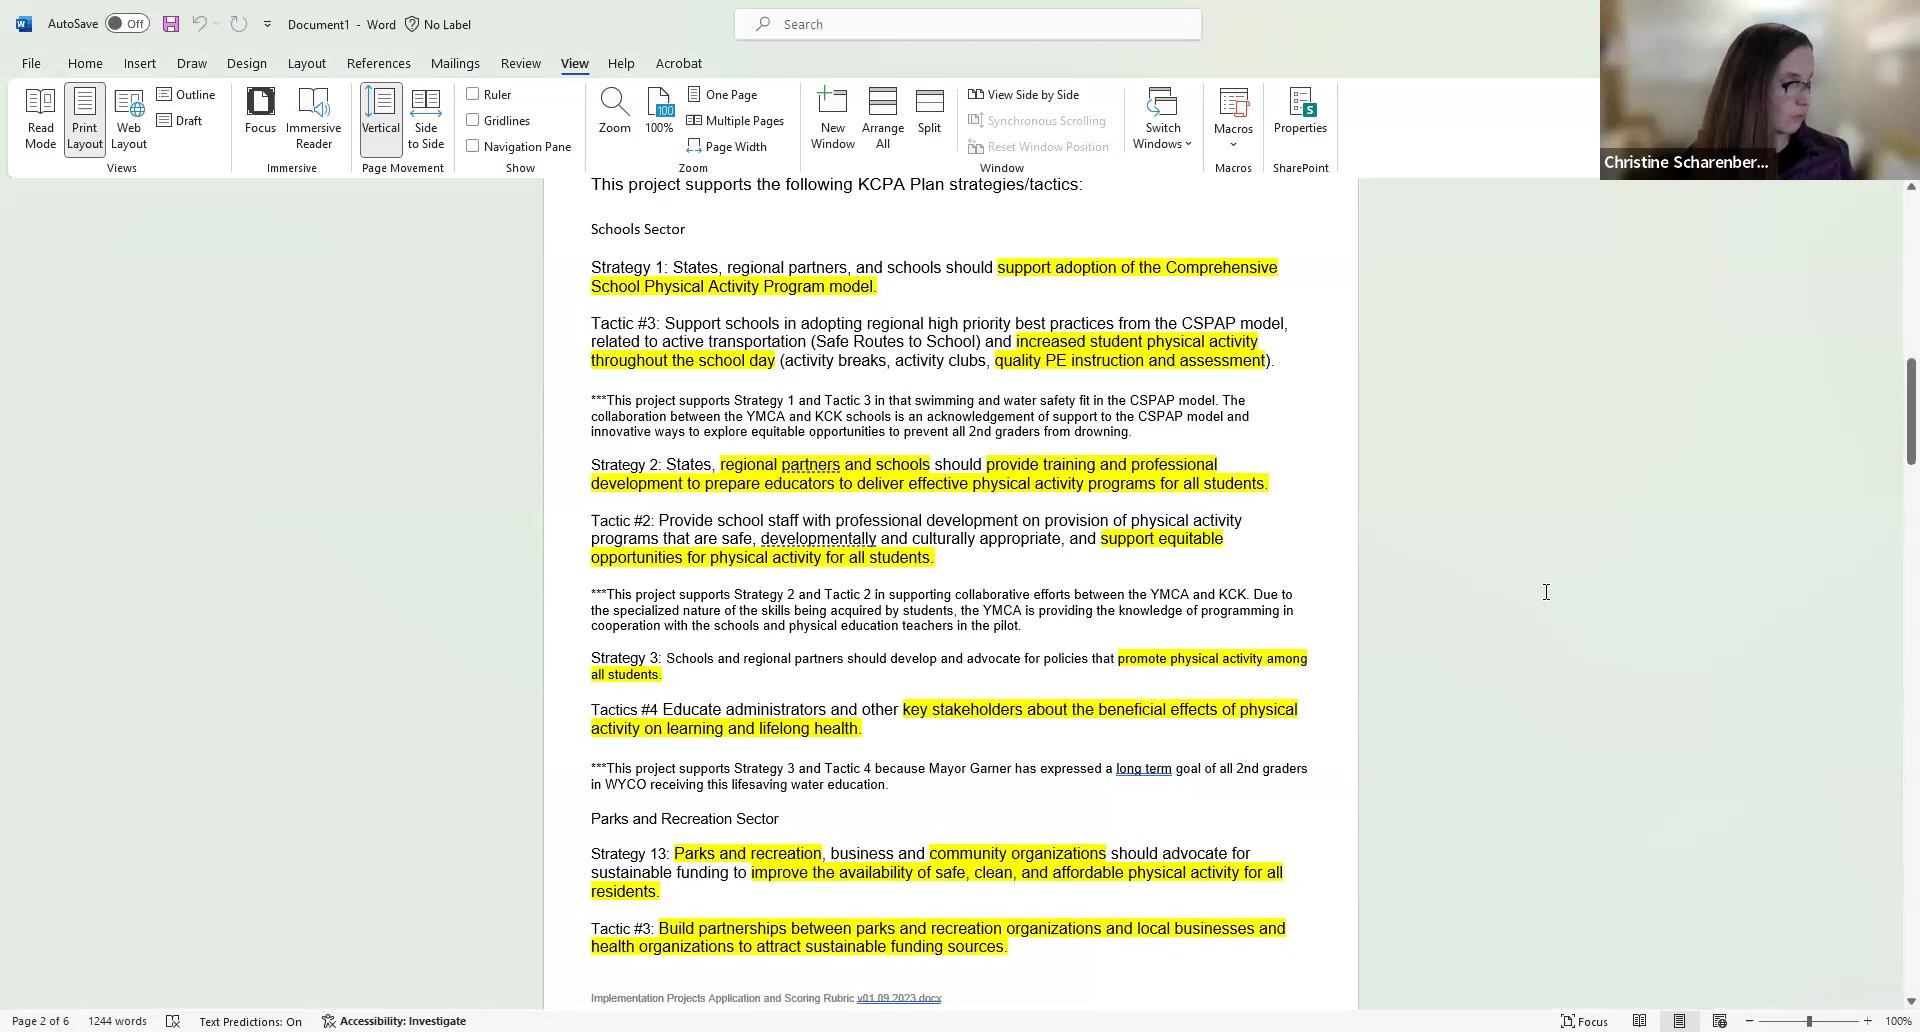 AutoSave Off Document1 - Word No Label Search
File Home Insert Draw Design Layout References Mailings Review View Help Acrobat
Read Mode
Print Layout
Web Layout
Outline
Draft
Views
Focus
Immersive Reader
Immersive
Vertical
Side to Side
Page Movement
Ruler
Gridlines
Navigation Pane
Show
Zoom
100
100%
One Page
Multiple Pages
Page Width
Zoom
New Window
Arrange All
Split
View Side by Side
Synchronous Scrolling
Reset Window Position
Window
Switch Windows
Macros
Macros
S
Properties
SharePoint
Christine Scharenber...
This project supports the following KCPA Plan strategies/tactics:
Schools Sector
Strategy 1: States, regional partners, and schools should support adoption of the Comprehensive
School Physical Activity Program model.
Tactic #3: Support schools in adopting regional high priority best practices from the CSPAP model,
related to active transportation (Safe Routes to School) and increased student physical activity
throughout the school day (activity breaks, activity clubs, quality PE instruction and assessment).
***This project supports Strategy 1 and Tactic 3 in that swimming and water safety fit in the CSPAP model. The
collaboration between the YMCA and KCK schools is an acknowledgement of support to the CSPAP model and
innovative ways to explore equitable opportunities to prevent all 2nd graders from drowning.
Strategy 2: States, regional partners and schools should provide training and professional
development to prepare educators to deliver effective physical activity programs for all students.
Tactic #2: Provide school staff with professional development on provision of physical activity
programs that are safe, developmentally and culturally appropriate, and support equitable
opportunities for physical activity for all students.
***This project supports Strategy 2 and Tactic 2 in supporting collaborative efforts between the YMCA and KCK. Due to
the specialized nature of the skills being acquired by students, the YMCA is providing the knowledge of programming in
cooperation with the schools and physical education teachers in the pilot.
Strategy 3: Schools and regional partners should develop and advocate for policies that promote physical activity among
all students.
Tactics #4 Educate administrators and other key stakeholders about the beneficial effects of physical
activity on learning and lifelong health.
***This project supports Strategy 3 and Tactic 4 because Mayor Garner has expressed a long term goal of all 2nd graders
in WYCO receiving this lifesaving water education.
Parks and Recreation Sector
Strategy 13: Parks and recreation, business and community organizations should advocate for
sustainable funding to improve the availability of safe, clean, and affordable physical activity for all
residents.
Tactic #3: Build partnerships between parks and recreation organizations and local businesses and
health organizations to attract sustainable funding sources.
Implementation Projects Application and Scoring Rubric v01.09.2023.docx
Page 2 of 6 1244 words Text Predictions: On Accessibility: Investigate Focus 100%